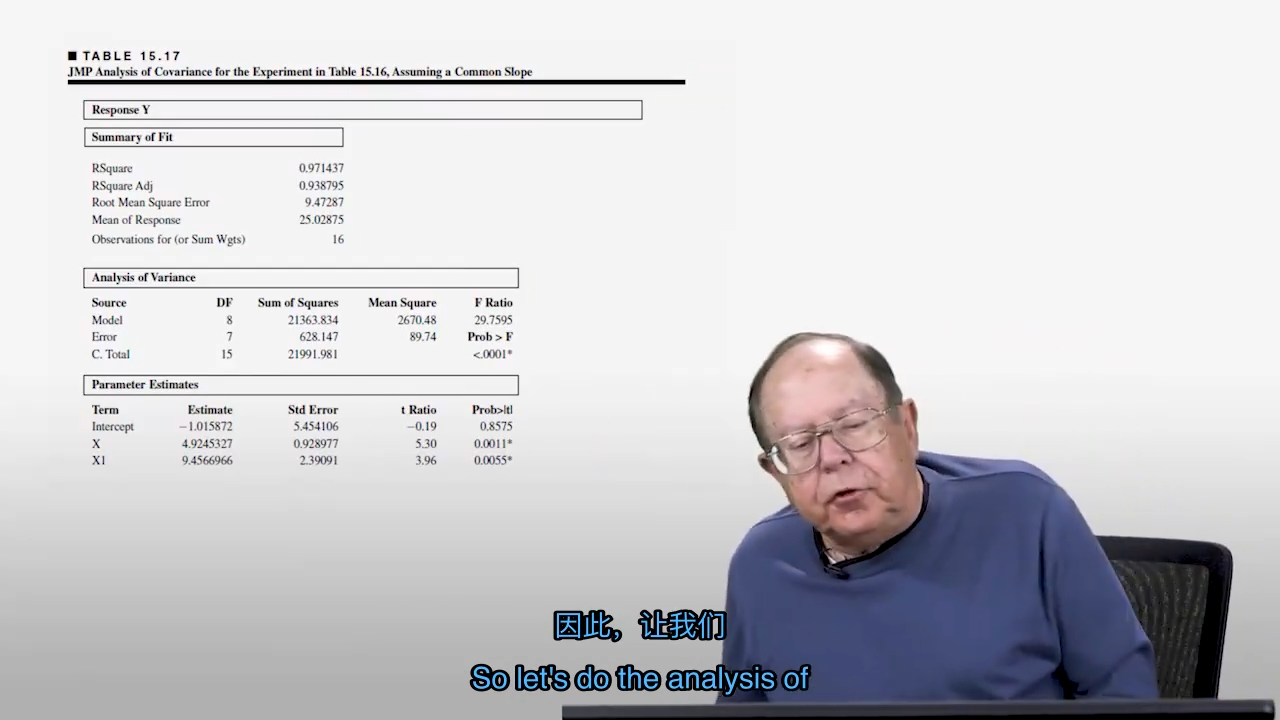 ■ TABLE 15.17
JMP Analysis of Covariance for the Experiment in Table 15.16, Assuming a Common Slope
Response Y
Summary of Fit
RSquare 0.971437
RSquare Adj 0.938795
Root Mean Square Error 9.47287
Mean of Response 25.02875
Observations for (or Sum Wgts) 16
Analysis of Variance
Source DF Sum of Squares Mean Square F Ratio
Model 8 21363.834 2670.48 29.7595
Error 7 628.147 89.74 Prob > F
C. Total 15 21991.981 <.0001*
Parameter Estimates
Term Estimate Std Error t Ratio Prob>|t|
Intercept −1.015872 5.454106 −0.19 0.8575
X 4.9245327 0.928977 5.30 0.0011*
X1 9.4566966 2.39091 3.96 0.0055*
因此，让我们
So let's do the analysis of